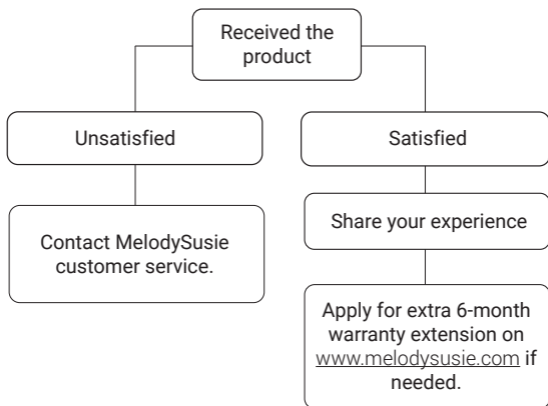 Received the
product
Unsatisfied
Satisfied
Contact MelodySusie
customer service.
Share your experience
Apply for extra 6-month
warranty extension on
www.melodysusie.com if
needed.